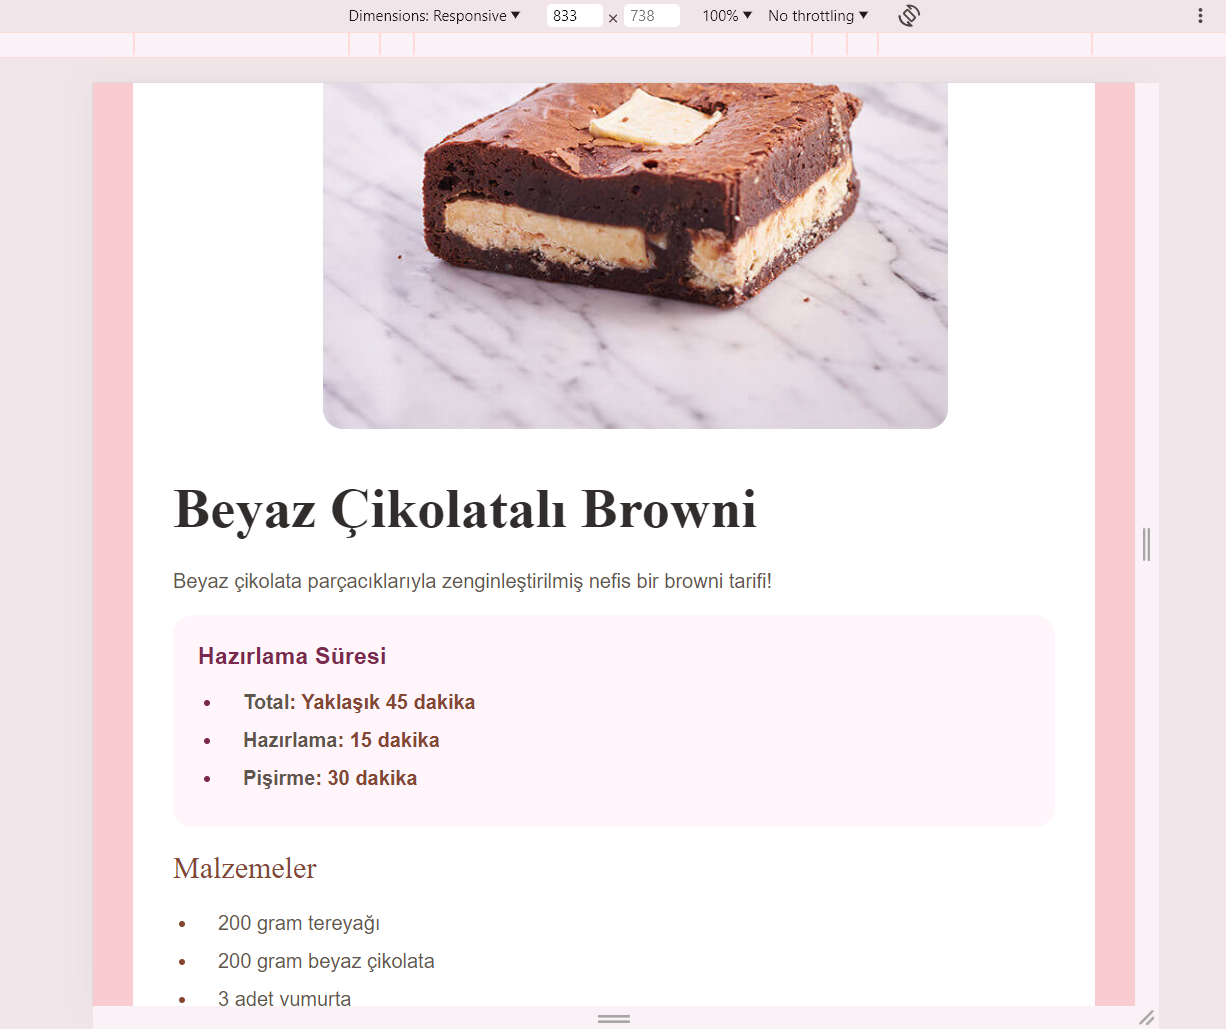 Dimensions: Responsive ▼ 833 × 738 100% ▼ No throttling ▼
Beyaz Çikolatalı Browni
Beyaz çikolata parçacıklarıyla zenginleştirilmiş nefis bir browni tarifi!
Hazırlama Süresi
• Total: Yaklaşık 45 dakika
• Hazırlama: 15 dakika
• Pişirme: 30 dakika
Malzemeler
• 200 gram tereyağı
• 200 gram beyaz çikolata
• 3 adet yumurta